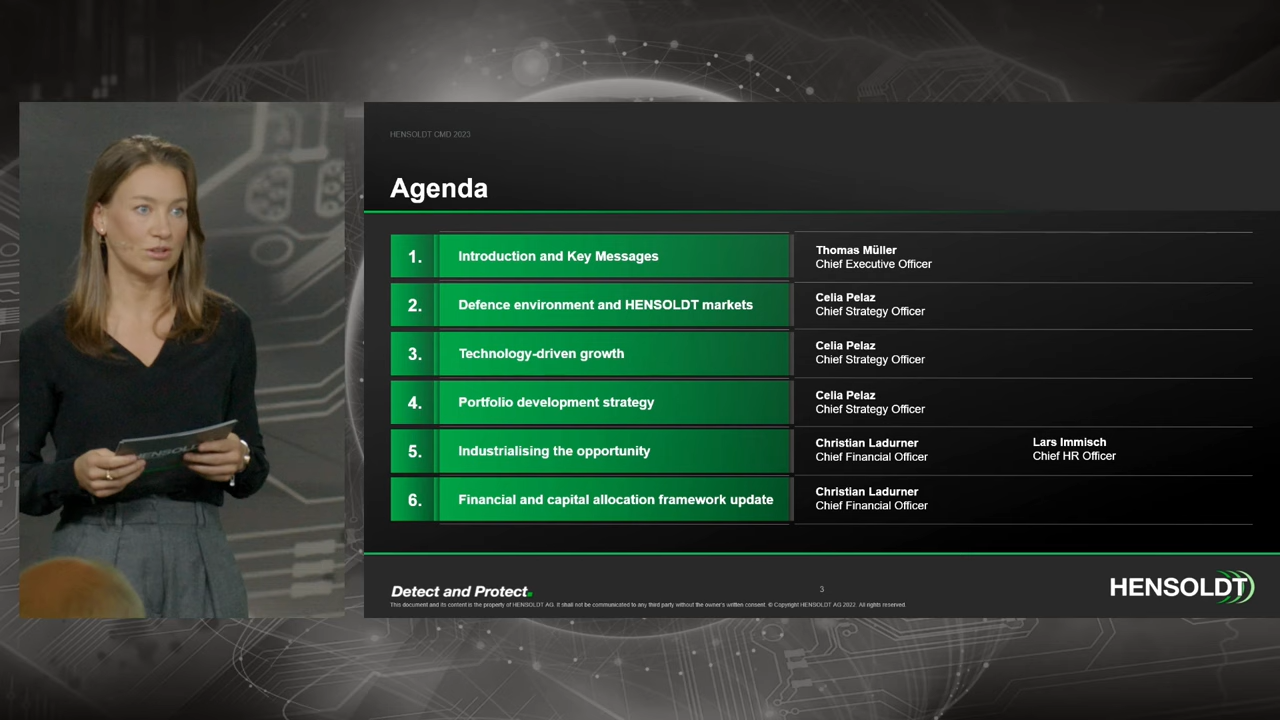 HENSOLDT CMD 2023
Agenda
1. Introduction and Key Messages
Thomas Müller
Chief Executive Officer
2. Defence environment and HENSOLDT markets
Celia Pelaz
Chief Strategy Officer
3. Technology-driven growth
Celia Pelaz
Chief Strategy Officer
4. Portfolio development strategy
Celia Pelaz
Chief Strategy Officer
5. Industrialising the opportunity
Christian Ladurner
Chief Financial Officer
Lars Immisch
Chief HR Officer
6. Financial and capital allocation framework update
Christian Ladurner
Chief Financial Officer
Detect and Protect.
3
This document and its content is the property of HENSOLDT AG. It shall not be communicated to any third party without the owner's written consent. © Copyright HENSOLDT AG 2022. All rights reserved.
HENSOLDT
HENSOLDT